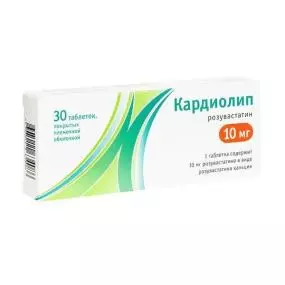 30 таблеток,
покрытых
пленочной
оболочкой
Кардиолип
розувастатин
10 мг
1 таблетка содержит
10 мг розувастатина в виде
розувастатина кальция